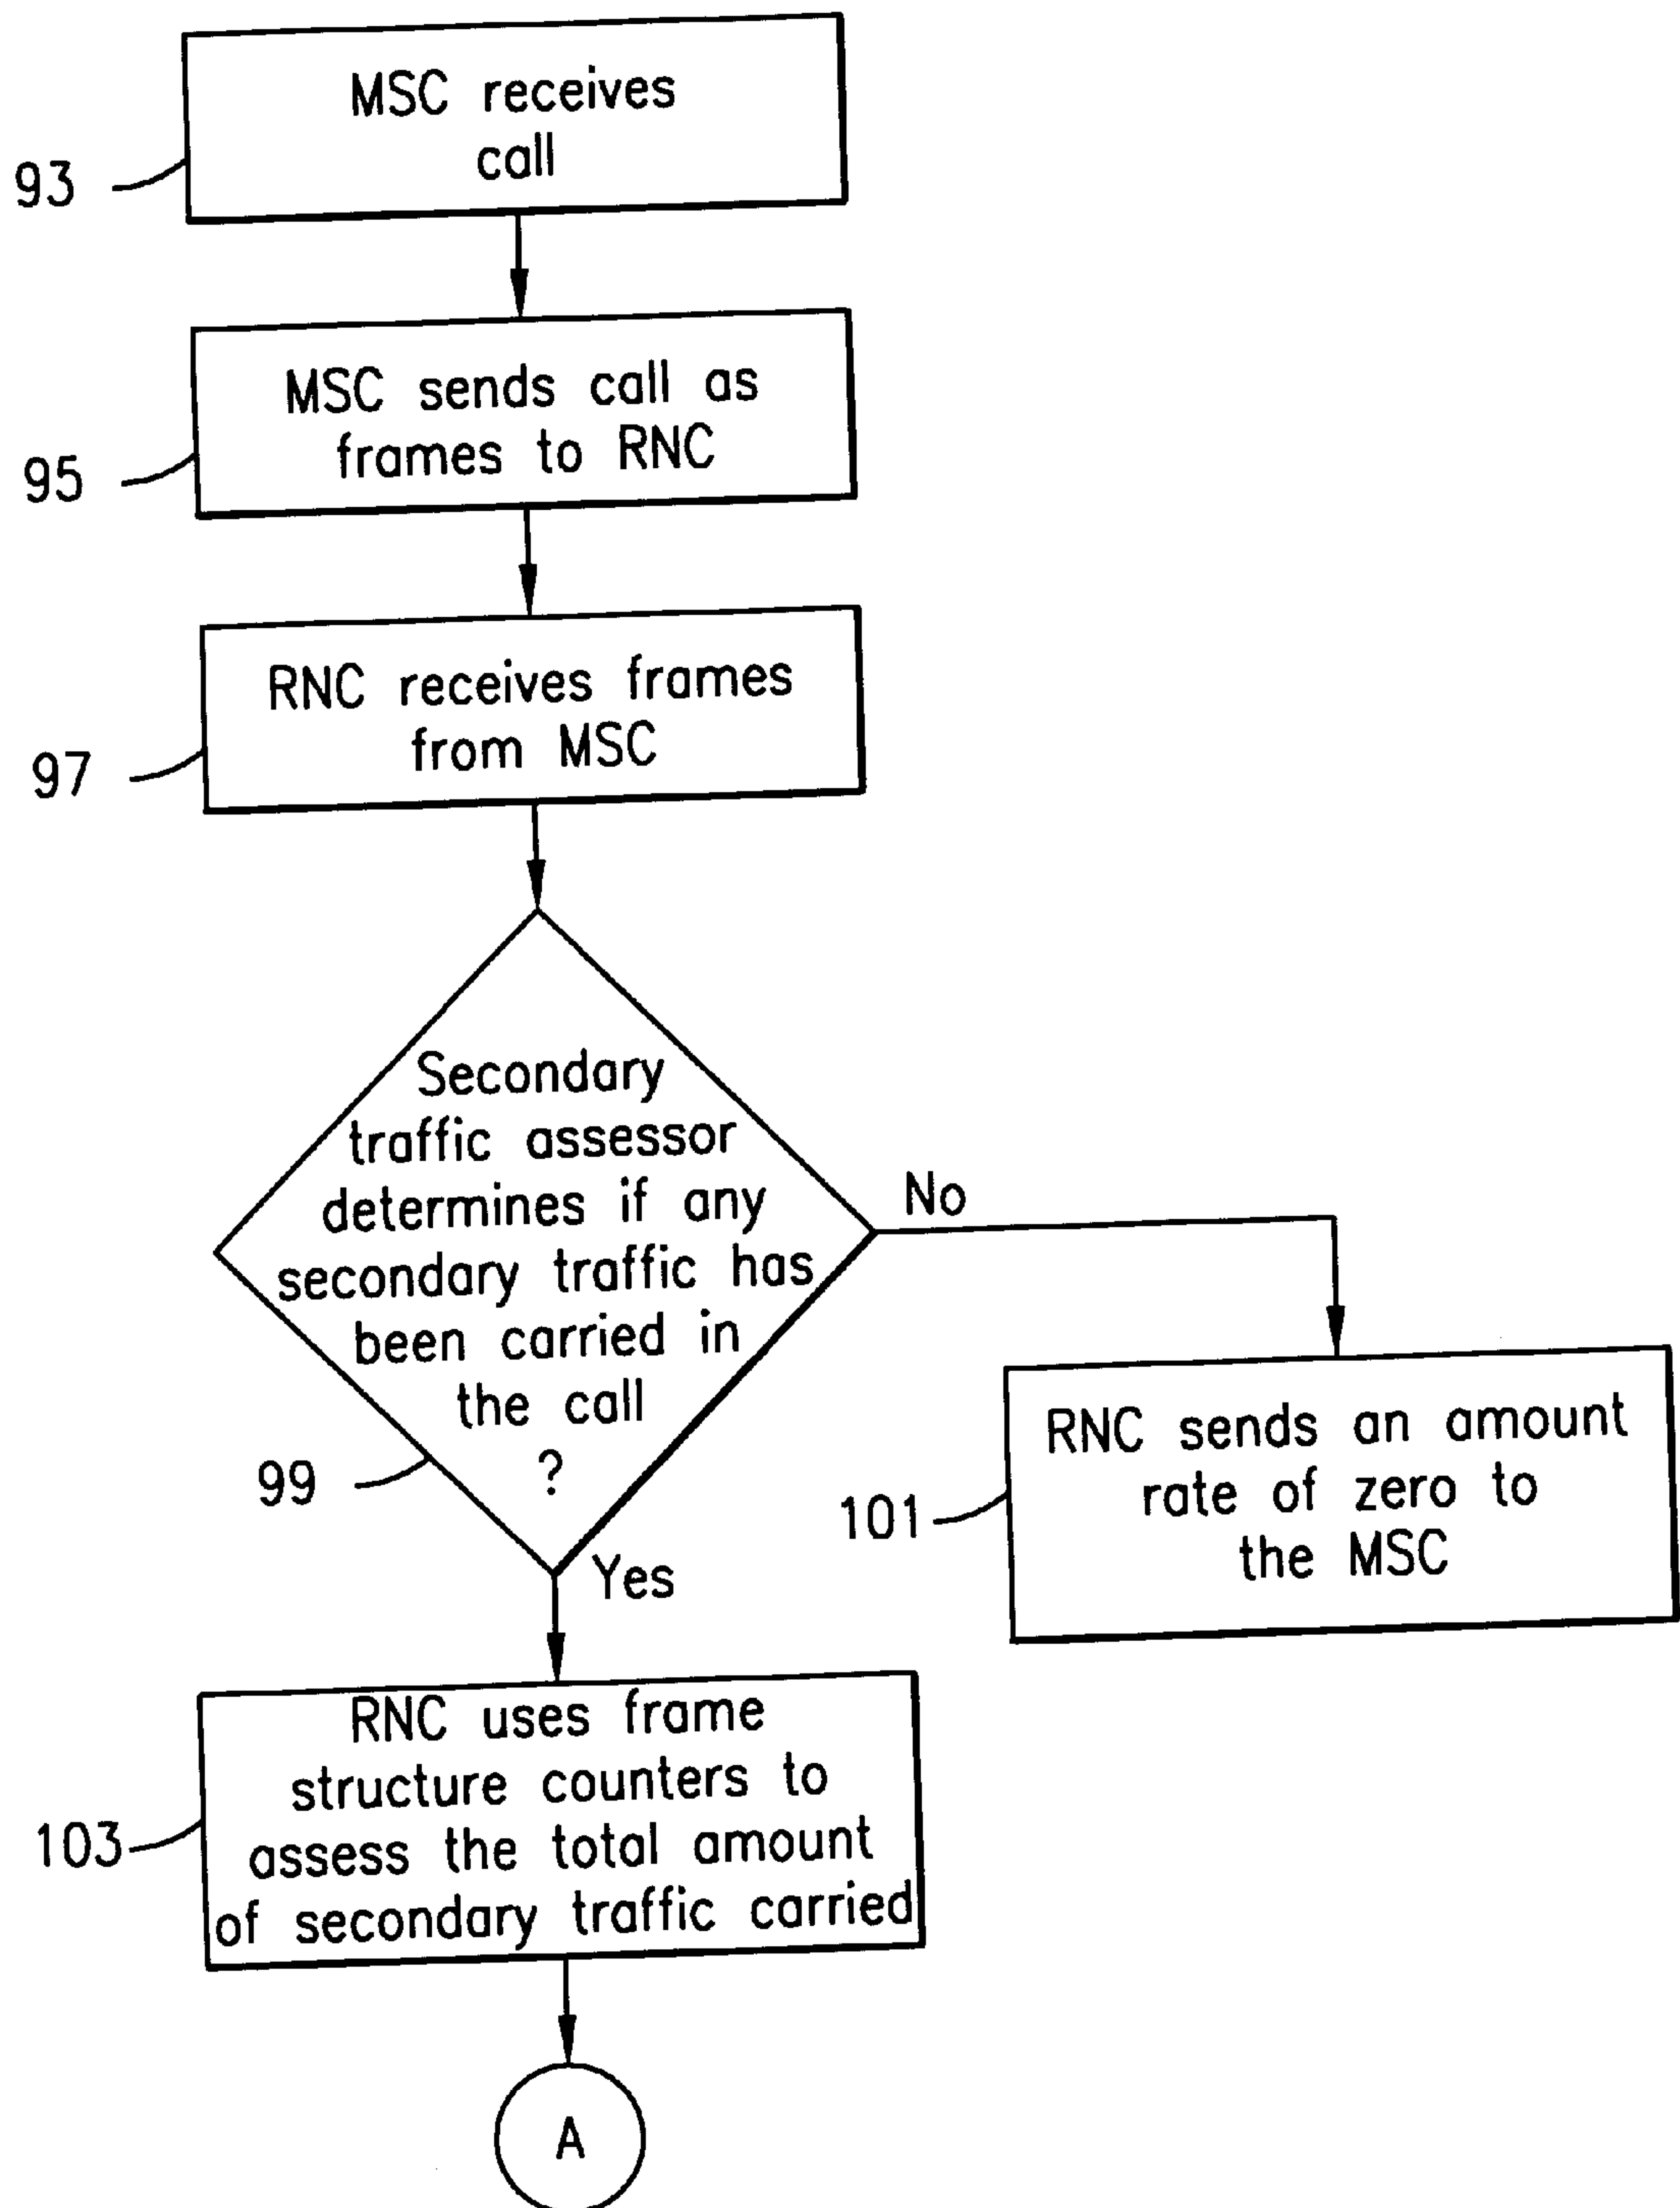 MSC receives
call
93
MSC sends call as
frames to RNC
95
RNC receives frames
from MSC
97
Secondary
traffic assessor
determines if any
secondary traffic has
been carried in
the call
?
99
No
Yes
RNC sends an amount
rate of zero to
the MSC
101
RNC uses frame
structure counters to
assess the total amount
of secondary traffic carried
103
A